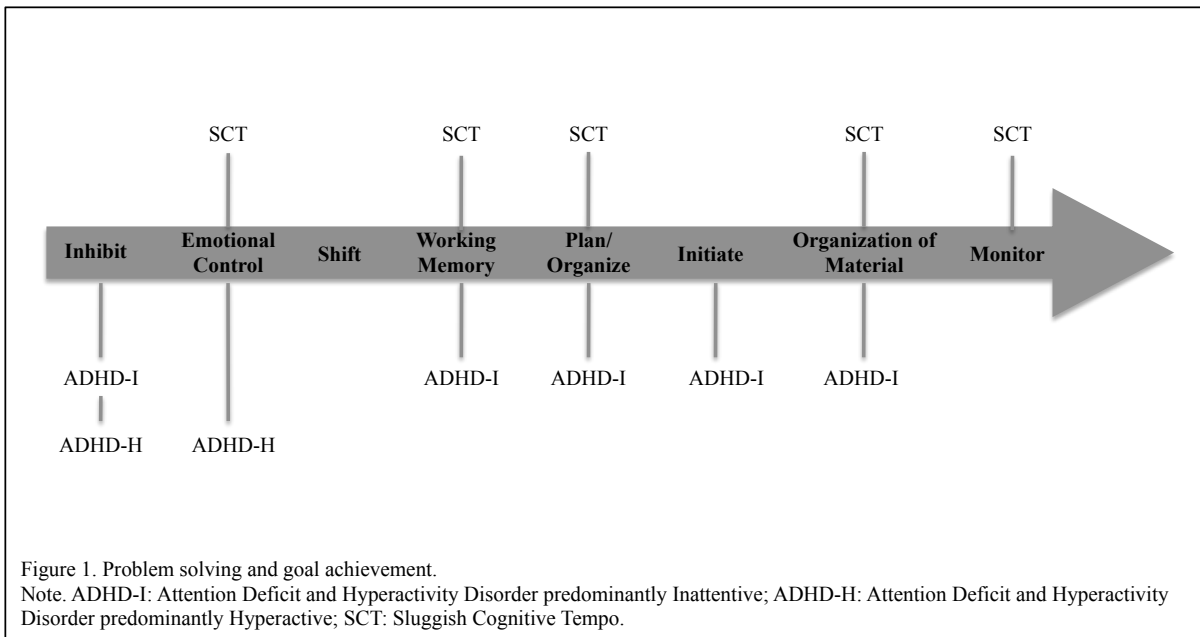 SCT SCT SCT SCT SCT
Inhibit Emotional Control Shift Working Memory Plan/ Organize Initiate Organization of Material Monitor
ADHD-I ADHD-I ADHD-I ADHD-I ADHD-I
ADHD-H ADHD-H
Figure 1. Problem solving and goal achievement.
Note. ADHD-I: Attention Deficit and Hyperactivity Disorder predominantly Inattentive; ADHD-H: Attention Deficit and Hyperactivity
Disorder predominantly Hyperactive; SCT: Sluggish Cognitive Tempo.